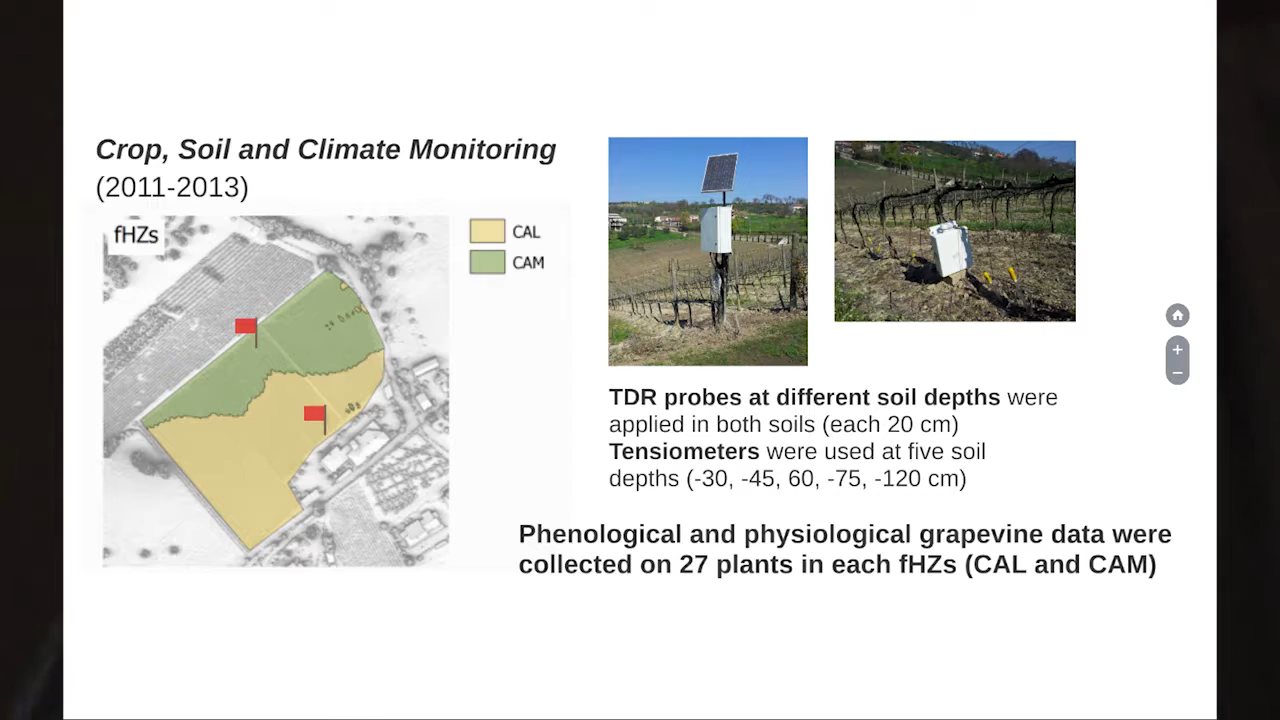 Crop, Soil and Climate Monitoring
(2011-2013)
fHZs
CAL
CAM
TDR probes at different soil depths were
applied in both soils (each 20 cm)
Tensiometers were used at five soil
depths (-30, -45, 60, -75, -120 cm)
Phenological and physiological grapevine data were
collected on 27 plants in each fHZs (CAL and CAM)